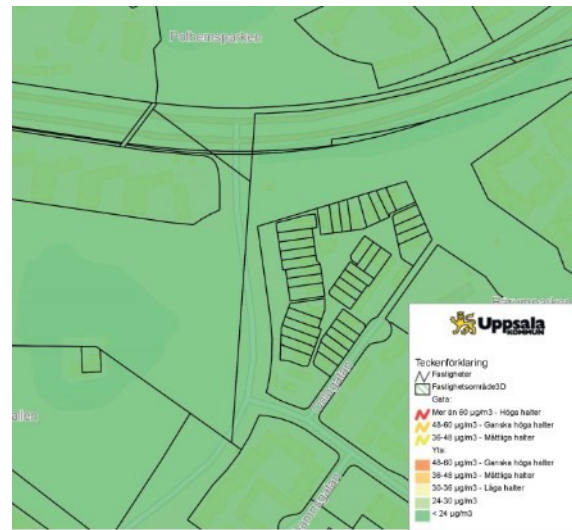 Polhemsparken
Uppsala
KOMMUN
Teckenförklaring
Fastigheter
Fastighetsområde3D
Gata:
Mer än 60 µg/m3 - Höga halter
48-60 µg/m3 - Ganska höga halter
36-48 µg/m3 - Måttliga halter
Yta:
48-60 µg/m3 - Ganska höga halter
36-48 µg/m3 - Måttliga halter
30-36 µg/m3 - Låga halter
24-30 µg/m3
< 24 µg/m3